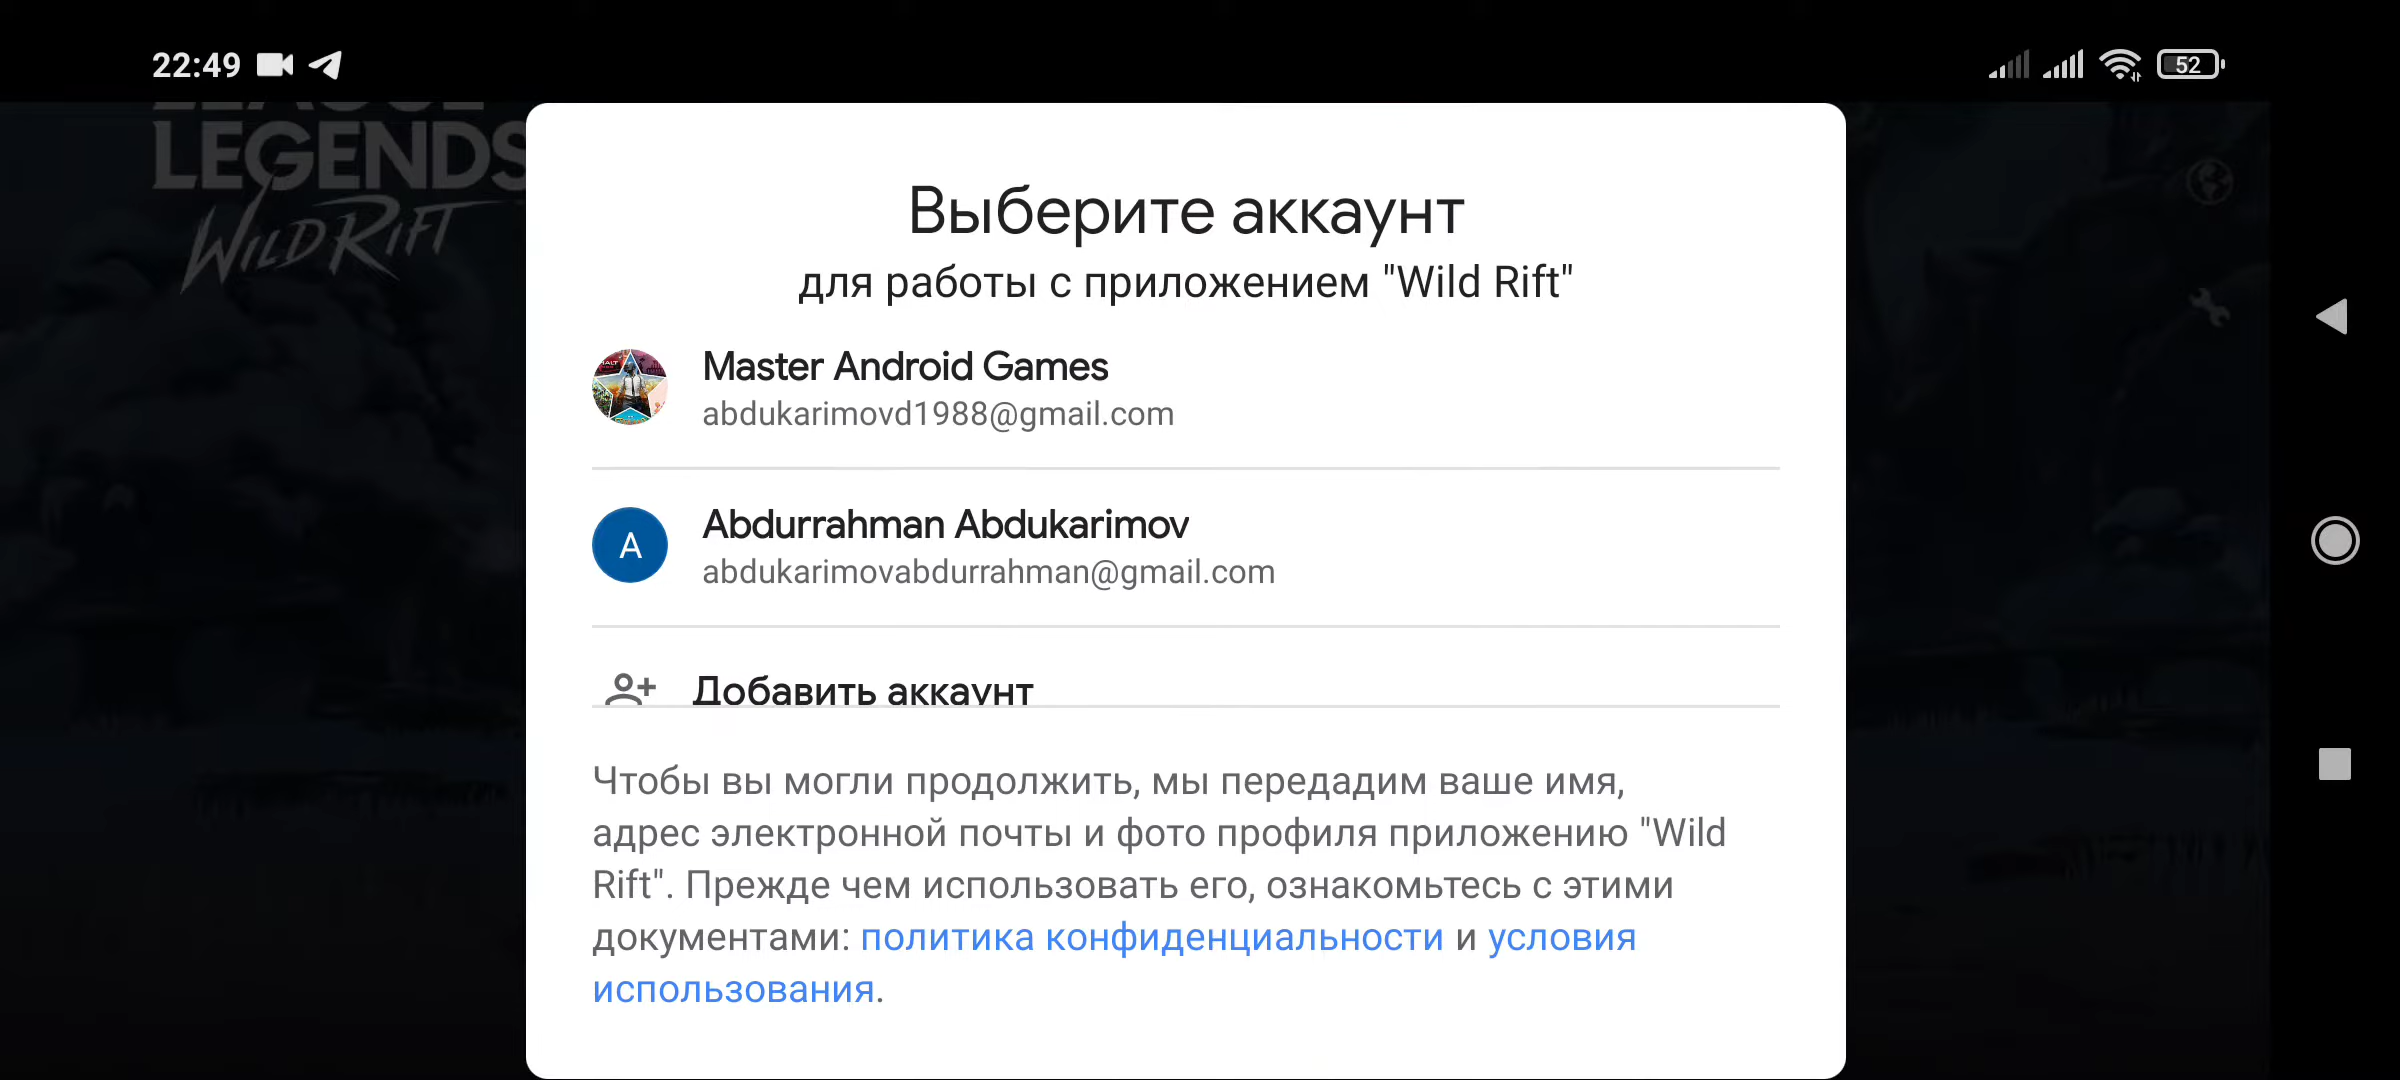 22:49
52
LEAGUE
LEGENDS
WILD RIFT
Выберите аккаунт
для работы с приложением "Wild Rift"
Master Android Games
abdukarimovd1988@gmail.com
A
Abdurrahman Abdukarimov
abdukarimovabdurrahman@gmail.com
Добавить аккаунт
Чтобы вы могли продолжить, мы передадим ваше имя,
адрес электронной почты и фото профиля приложению "Wild
Rift". Прежде чем использовать его, ознакомьтесь с этими
документами: политика конфиденциальности и условия
использования.